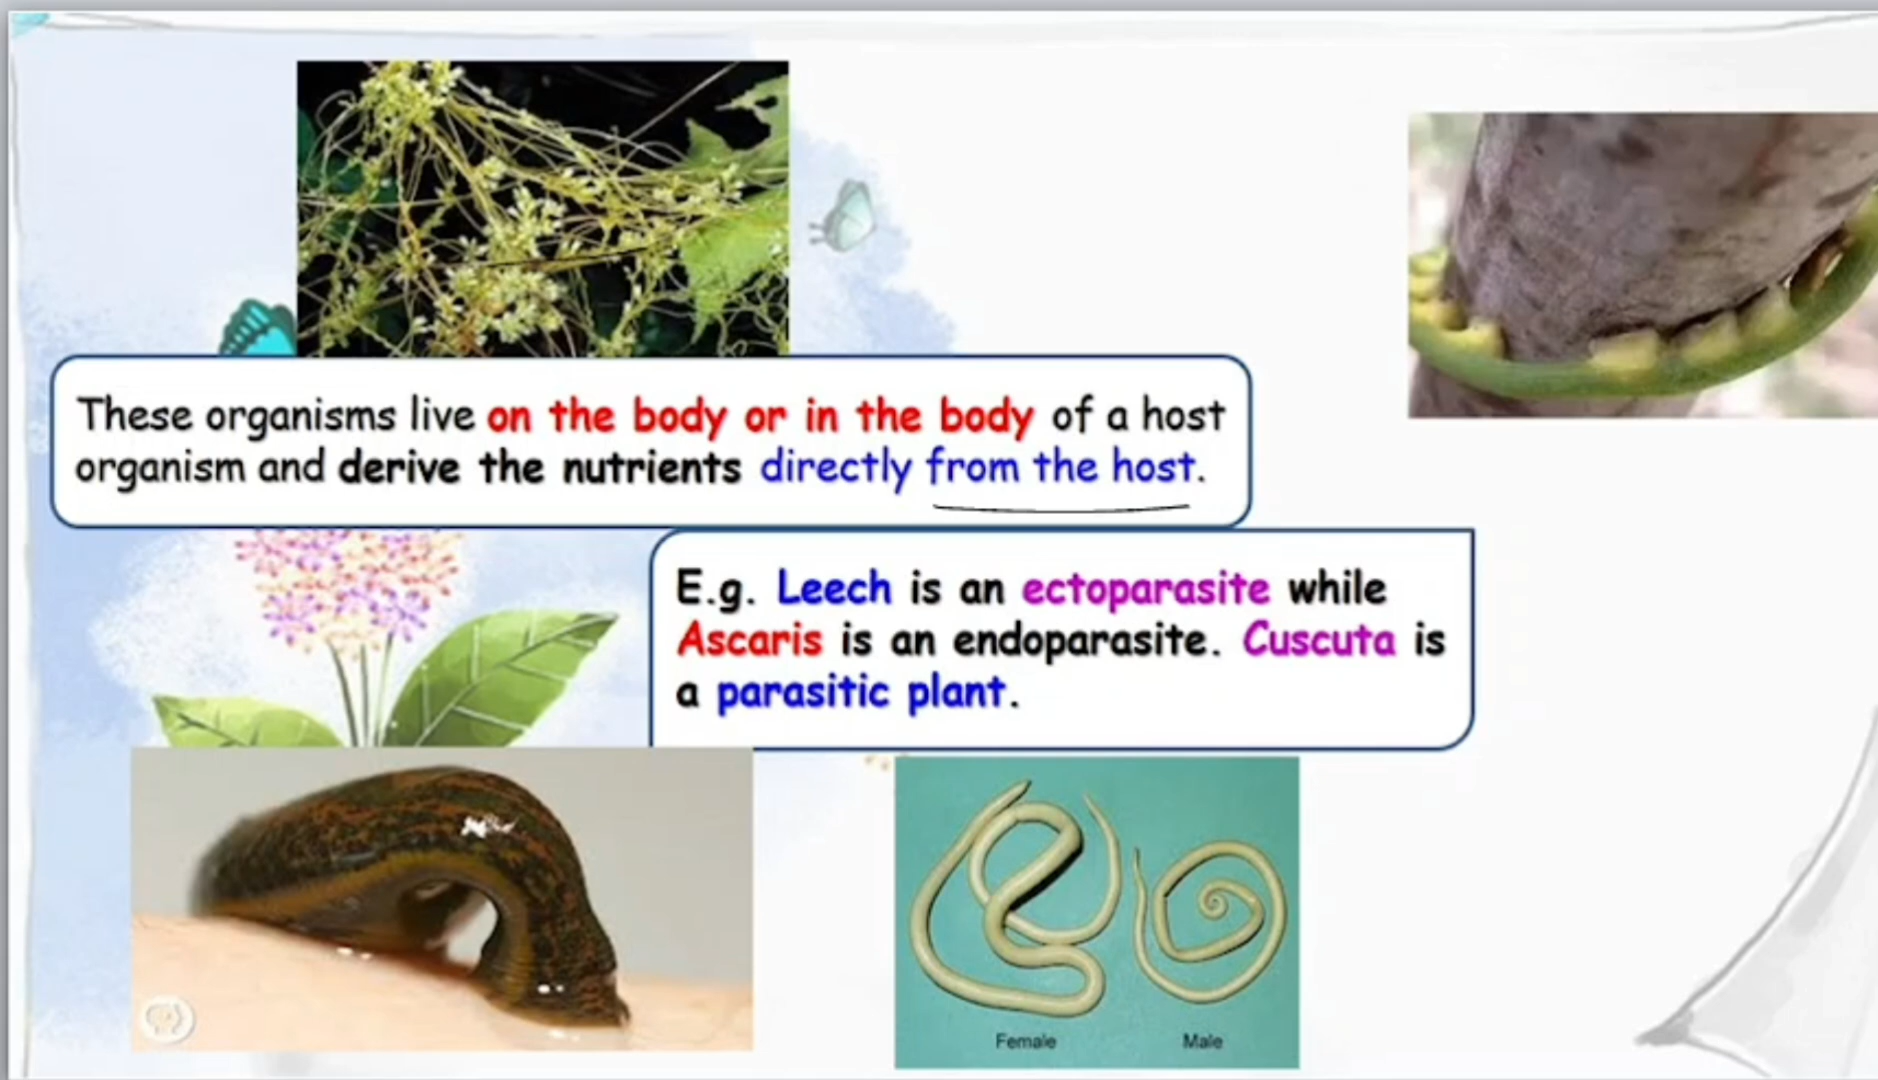 These organisms live on the body or in the body of a host
organism and derive the nutrients directly from the host.
E.g. Leech is an ectoparasite while
Ascaris is an endoparasite. Cuscuta is
a parasitic plant.
Female
Male